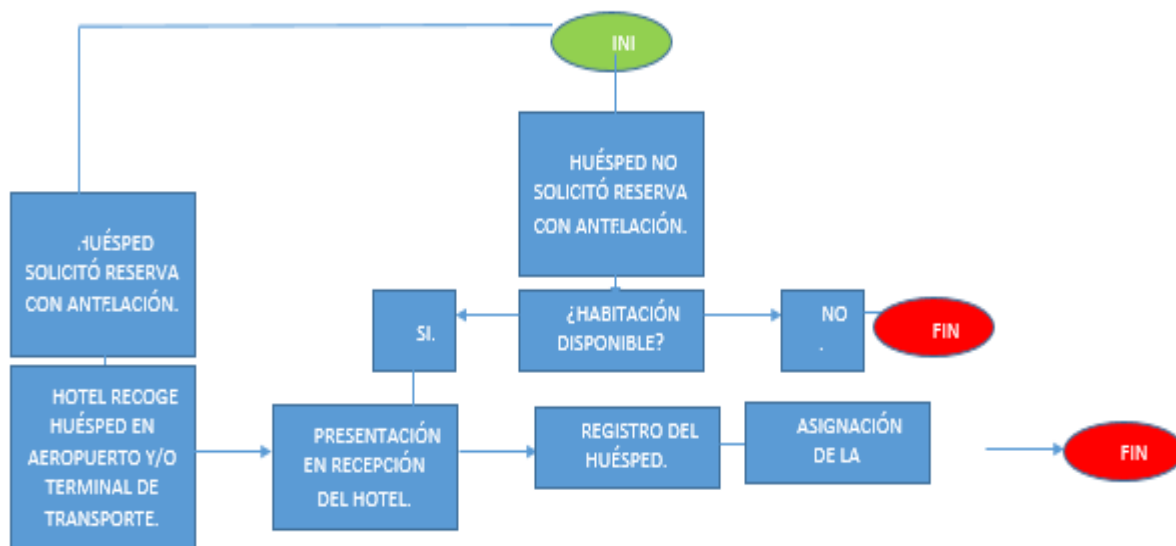 INI
HUÉSPED NO
SOLICITÓ RESERVA
CON ANTELACIÓN.
.HUÉSPED
SOLICITÓ RESERVA
CON ANTELACIÓN.
SI.
¿HABITACIÓN
DISPONIBLE?
NO
.
FIN
HOTEL RECOGE
HUÉSPED EN
AEROPUERTO Y/O
TERMINAL DE
TRANSPORTE.
PRESENTACIÓN
EN RECEPCIÓN
DEL HOTEL.
REGISTRO DEL
HUÉSPED.
ASIGNACIÓN
DE LA
FIN